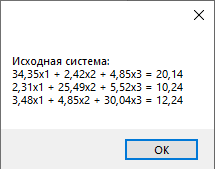 Исходная система:
34,35x1 + 2,42x2 + 4,85x3 = 20,14
2,31x1 + 25,49x2 + 5,52x3 = 10,24
3,48x1 + 4,85x2 + 30,04x3 = 12,24
OK